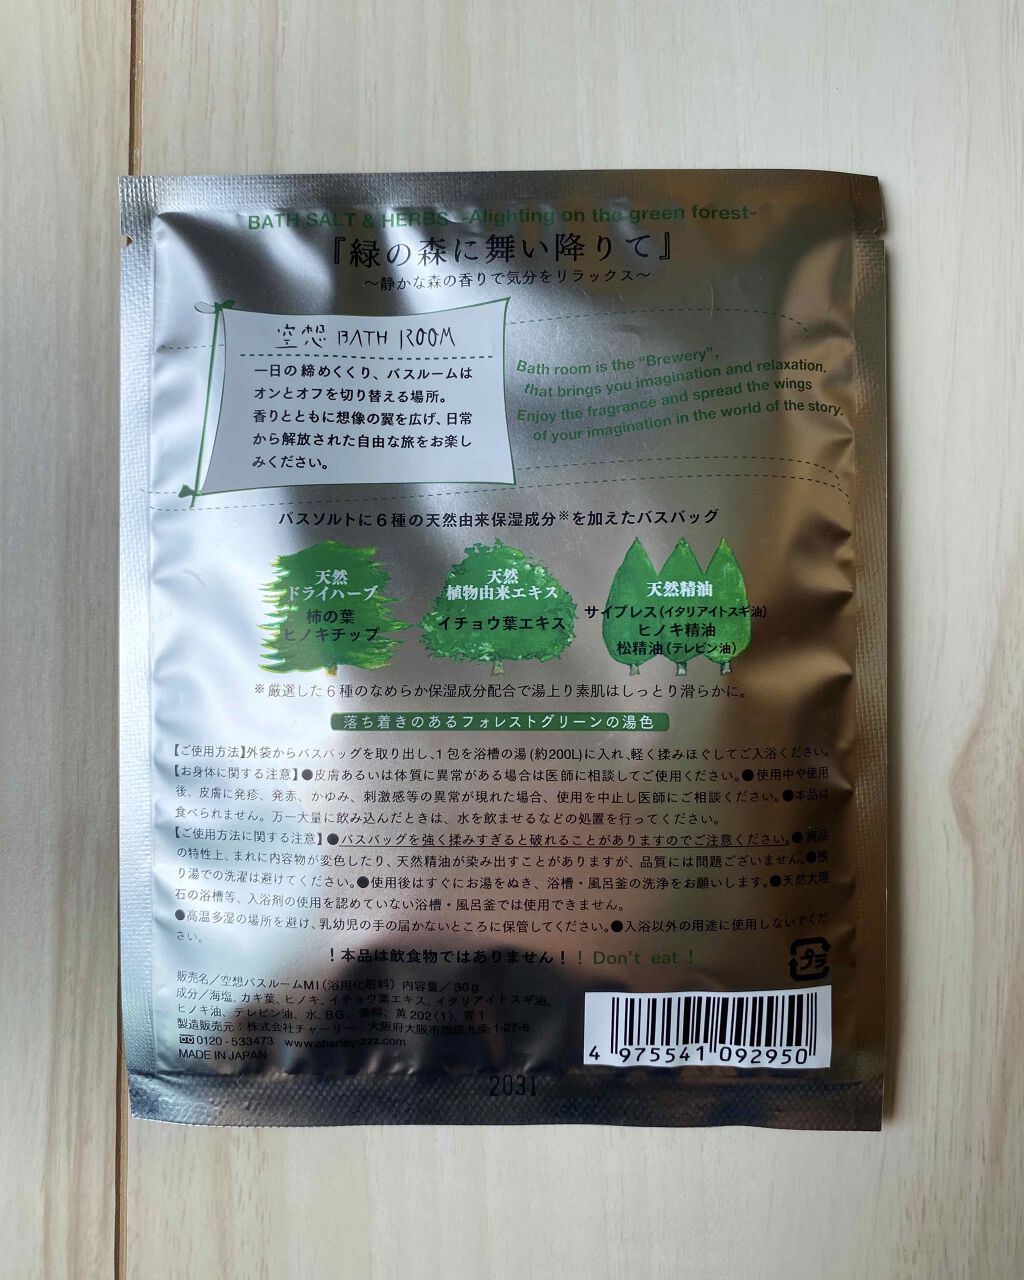 BATH SALT & HERBS -Alighting on the green forest-
『緑の森に舞い降りて』
～静かな森の香りで気分をリラックス～
空想 BATH ROOM
一日の締めくくり、バスルームは
オンとオフを切り替える場所。
香りとともに想像の翼を広げ、日常
から解放された自由な旅をお楽し
みください。
Bath room is the "Brewery",
that brings you imagination and relaxation.
Enjoy the fragrance and spread the wings
of your imagination in the world of the story.
バスソルトに6種の天然由来保湿成分※を加えたバスバッグ
天然
ドライハーブ
柿の葉
ヒノキチップ
天然
植物由来エキス
イチョウ葉エキス
天然精油
サイプレス(イタリアイトスギ油)
ヒノキ精油
松精油(テレピン油)
※厳選した6種のなめらか保湿成分配合で湯上り素肌はしっとり滑らかに。
落ち着きのあるフォレストグリーンの湯色
【ご使用方法】外袋からバスバッグを取り出し、1包を浴槽の湯(約200L)に入れ、軽く揉みほぐしてご入浴ください。
【お身体に関する注意】●皮膚あるいは体質に異常がある場合は医師に相談してご使用ください。●使用中や使用
後、皮膚に発疹、発赤、かゆみ、刺激感等の異常が現れた場合、使用を中止し医師にご相談ください。●本品は
食べられません。万一大量に飲み込んだときは、水を飲ませるなどの処置を行ってください。
【ご使用方法に関する注意】●バスバッグを強く揉みすぎると破れることがありますのでご注意ください。●商品
の特性上、まれに内容物が変色したり、天然精油が染み出すことがありますが、品質には問題ございません。●残
り湯での洗濯は避けてください。●使用後はすぐにお湯をぬき、浴槽・風呂釜の洗浄をお願いします。●天然大理
石の浴槽等、入浴剤の使用を認めていない浴槽・風呂釜では使用できません。
●高温多湿の場所を避け、乳幼児の手の届かないところに保管してください。●入浴以外の用途に使用しないでくだ
さい。
！本品は飲食物ではありません！！Don't eat！
プラ
販売名／空想バスルームMI(浴用化粧料) 内容量／30g
成分／海塩、カキ葉、ヒノキ、イチョウ葉エキス、イタリアイトスギ油、
ヒノキ油、テレビン油、水、BG、香料、黄202(1)、青1
製造販売元：株式会社チャーリー 大阪府大阪市西区九条1-27-6
0120-533473 www.charley-zzz.com
MADE IN JAPAN
4 975541 092950
2031